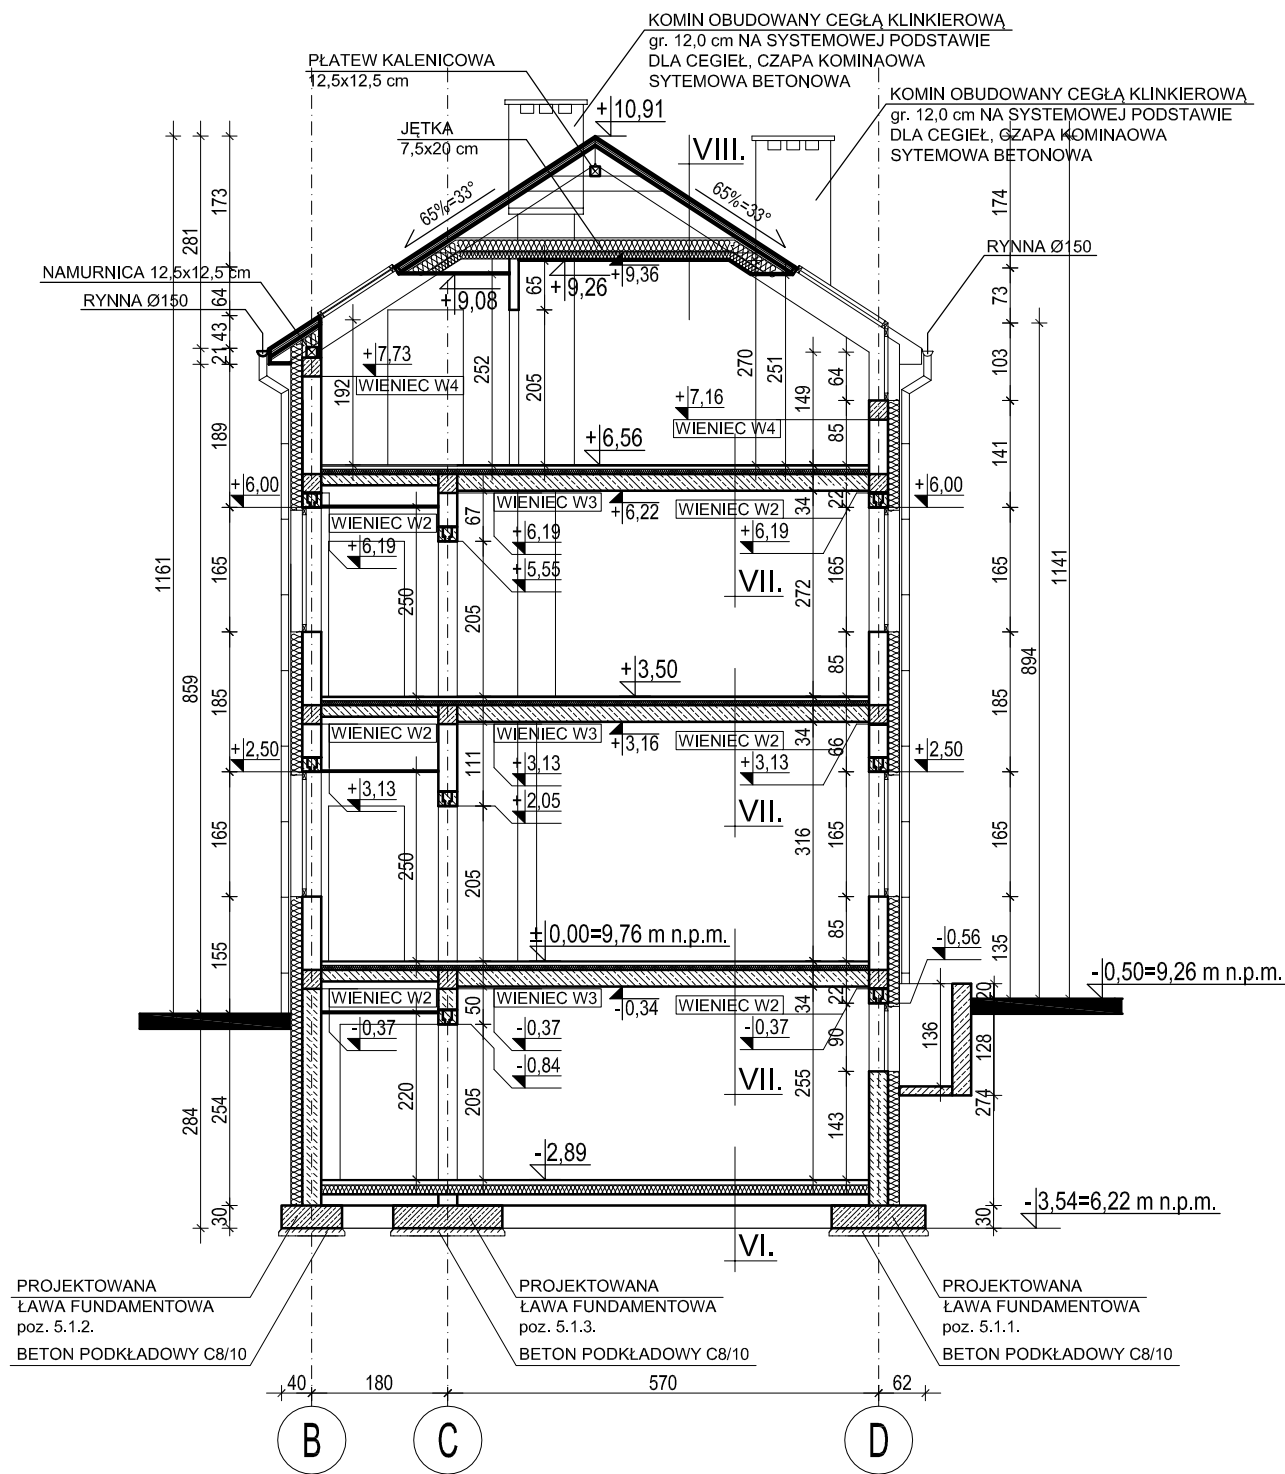 KOMIN OBUDOWANY CEGŁĄ KLINKIEROWĄ
gr. 12,0 cm NA SYSTEMOWEJ PODSTAWIE
DLA CEGIEŁ, CZAPA KOMINAOWA
SYTEMOWA BETONOWA
PŁATEW KALENICOWA
12,5x12,5 cm
KOMIN OBUDOWANY CEGŁĄ KLINKIEROWĄ
gr. 12,0 cm NA SYSTEMOWEJ PODSTAWIE
DLA CEGIEŁ, CZAPA KOMINAOWA
SYTEMOWA BETONOWA
JĘTKA
7,5x20 cm
+10,91
VIII.
65%=33°
65%=33°
173
281
174
RYNNA Ø150
NAMURNICA 12,5x12,5 cm
RYNNA Ø150
+9,08
+9,26
+9,36
65
64
43
21
73
103
+7,73
WIENIEC W4
192
252
205
270
251
149
64
85
+7,16
WIENIEC W4
+6,56
189
141
+6,00
+6,00
WIENIEC W2
WIENIEC W3
WIENIEC W2
+6,22
34
22
67
+6,19
+6,19
+6,19
+5,55
VII.
1161
165
250
205
272
165
165
1141
+3,50
859
85
894
185
185
WIENIEC W2
WIENIEC W3
WIENIEC W2
+3,16
34
66
+2,50
+2,50
111
+3,13
+3,13
+3,13
+2,05
VII.
165
250
205
316
165
165
±0,00=9,76 m n.p.m.
155
85
135
-0,56
-0,50=9,26 m n.p.m.
20
WIENIEC W2
WIENIEC W3
WIENIEC W2
-0,34
34
22
50
-0,37
-0,37
-0,37
-0,84
90
136
128
VII.
284
254
220
205
255
143
274
-2,89
30
30
-3,54=6,22 m n.p.m.
VI.
PROJEKTOWANA
ŁAWA FUNDAMENTOWA
poz. 5.1.2.
BETON PODKŁADOWY C8/10
PROJEKTOWANA
ŁAWA FUNDAMENTOWA
poz. 5.1.3.
BETON PODKŁADOWY C8/10
PROJEKTOWANA
ŁAWA FUNDAMENTOWA
poz. 5.1.1.
BETON PODKŁADOWY C8/10
40
180
570
62
B
C
D